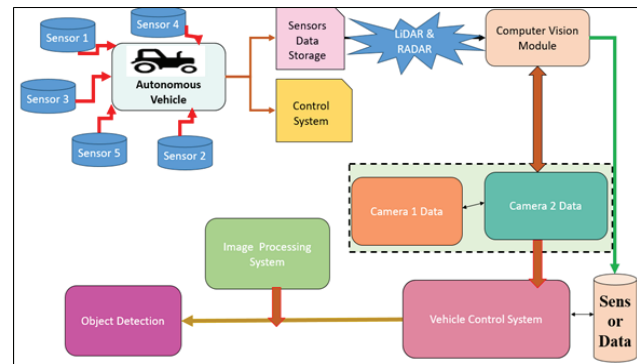 Sensor 4
Sensor 1
Sensor 3
Sensor 5
Sensor 2
Autonomous
Vehicle
Sensors
Data
Storage
Control
System
LiDAR &
RADAR
Computer Vision
Module
Camera 1 Data
Camera 2 Data
Image Processing
System
Object Detection
Vehicle Control System
Sens
or
Data